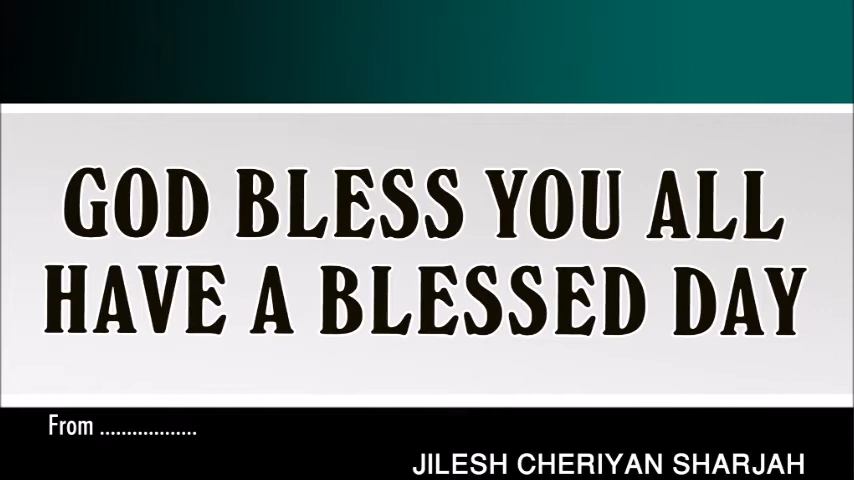 GOD BLESS YOU ALL
HAVE A BLESSED DAY
From ..................
JILESH CHERIYAN SHARJAH